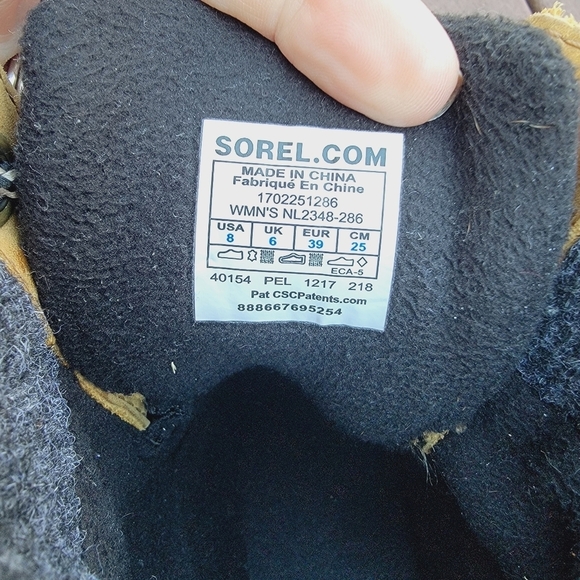 SOREL.COM
MADE IN CHINA
Fabriqué En Chine
1702251286
WMN'S NL2348-286
USA UK EUR CM
8 6 39 25
ECA-5
40154 PEL 1217 218
Pat CSCPatents.com
888667695254